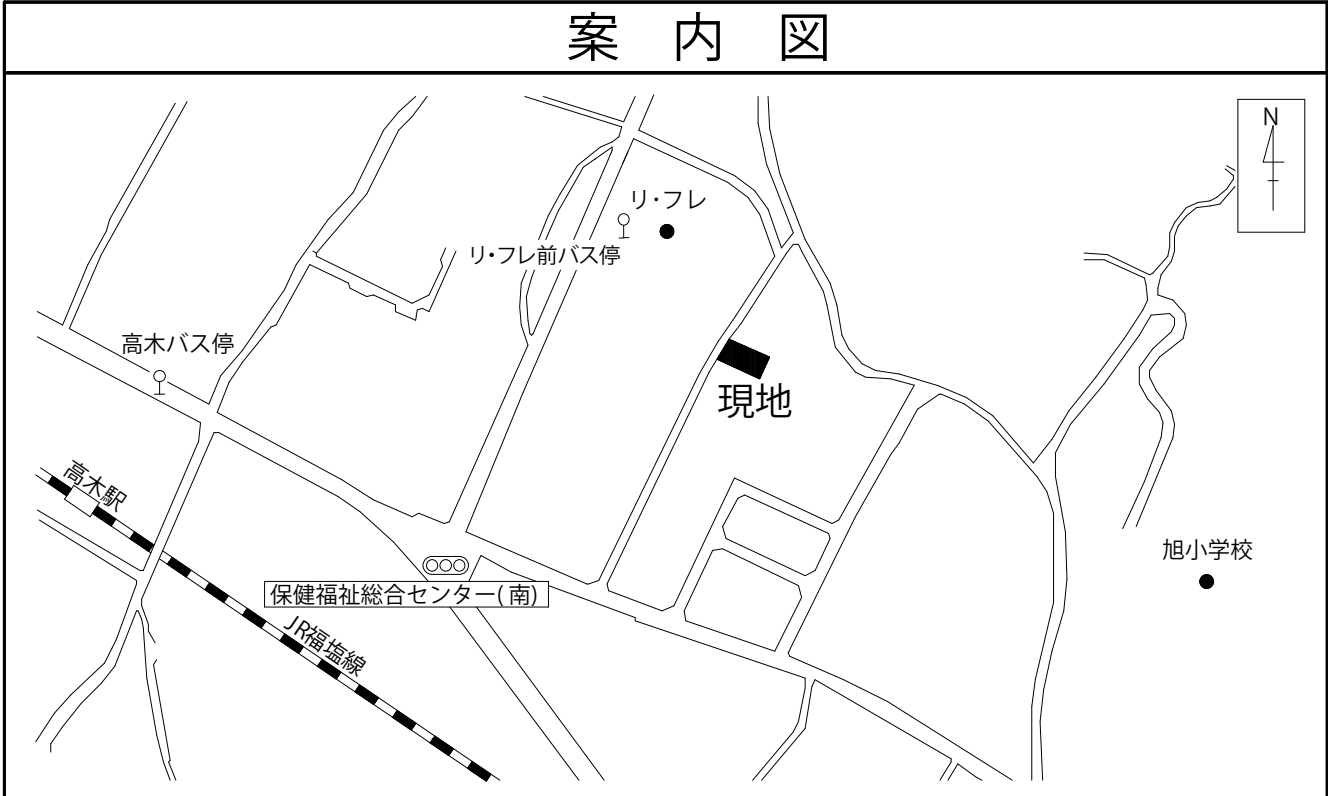 案内図
N
リ・フレ
リ・フレ前バス停
高木バス停
現地
高木駅
旭小学校
保健福祉総合センター(南)
JR福塩線